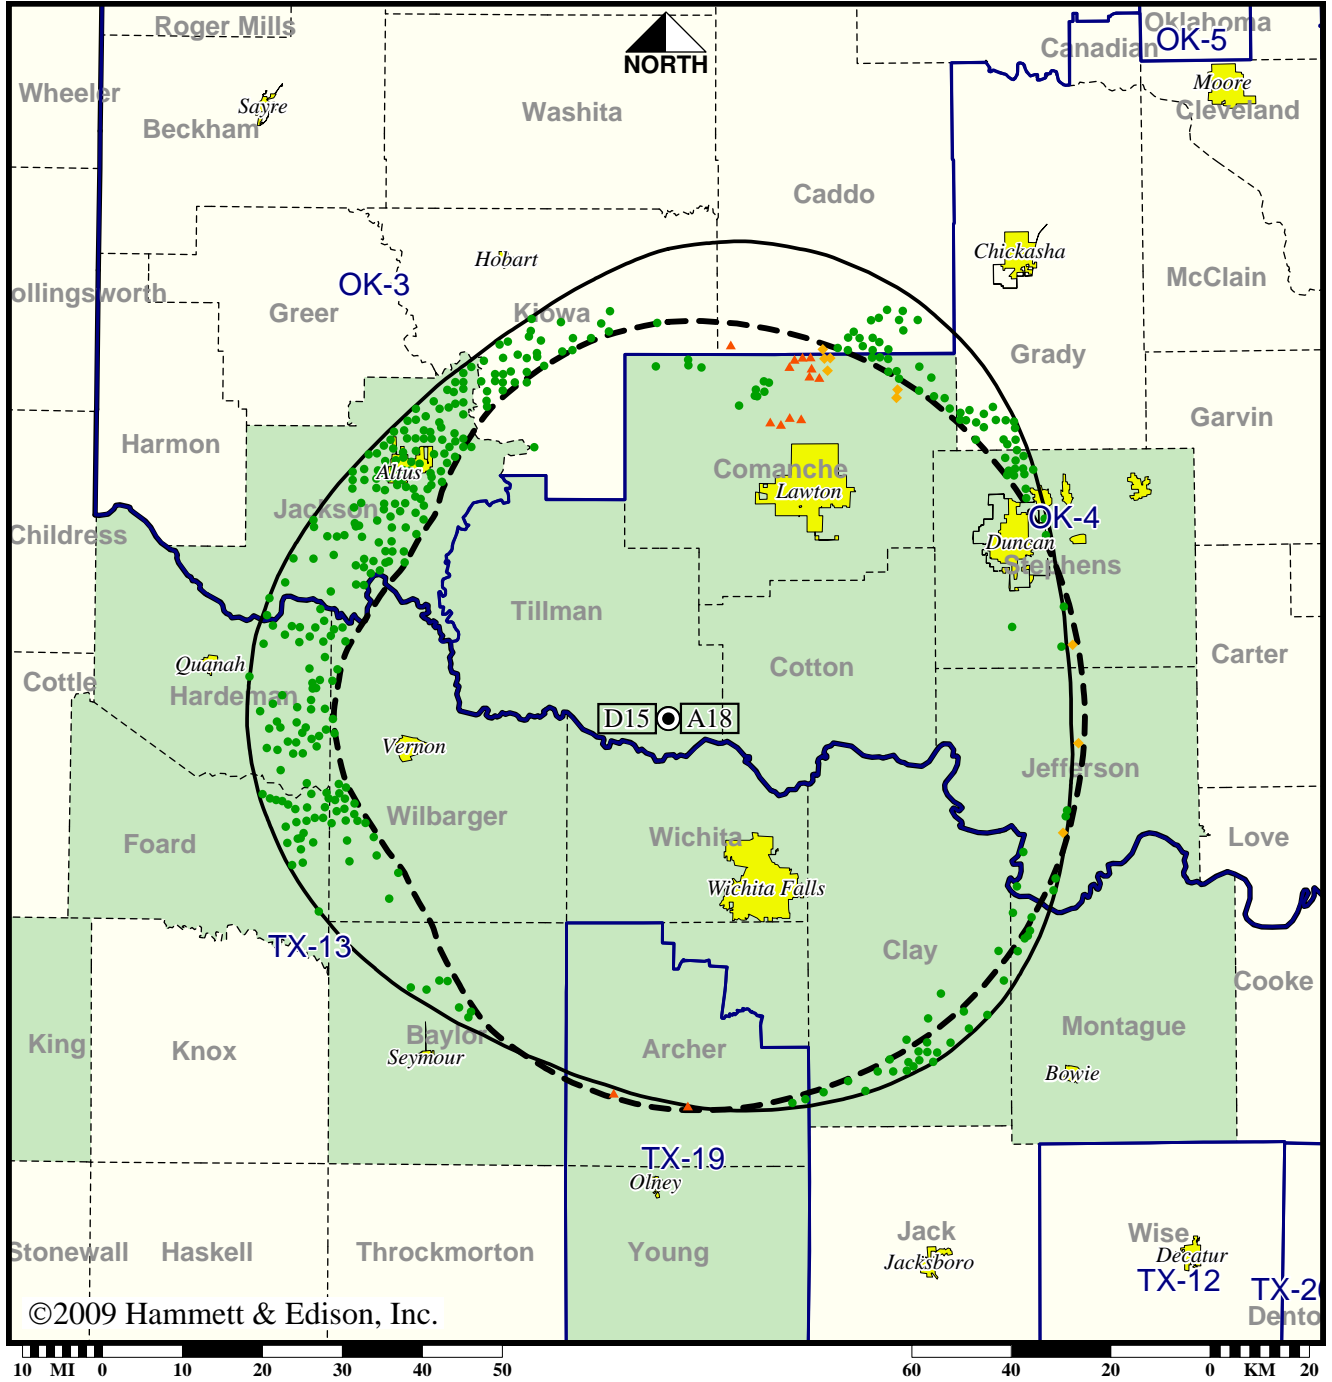 Roger Mills
Oklahoma
OK-5
Canadian
NORTH
Wheeler
Sayre
Moore
Beckham
Washita
Cleveland
Caddo
Chickasha
Hobart
McClain
ollingsworth
OK-3
Greer
Kiowa
Grady
Garvin
Harmon
Altus
Comanche
Lawton
Jackson
OK-4
Childress
Duncan
Stephens
Tillman
Carter
Quanah
Cotton
Cottle
Hardeman
D15
A18
Vernon
Jefferson
Wilbarger
Wichita
Love
Foard
Wichita Falls
TX-13
Clay
Cooke
Montague
Baylor
King
Knox
Archer
Seymour
Bowie
TX-19
Olney
Stonewall
Haskell
Throckmorton
Young
Jack
Wise
Jacksboro
Decatur
TX-12
TX-2
Dento
©2009 Hammett & Edison, Inc.
10 MI 0 10 20 30 40 50
60 40 20 0 KM 20